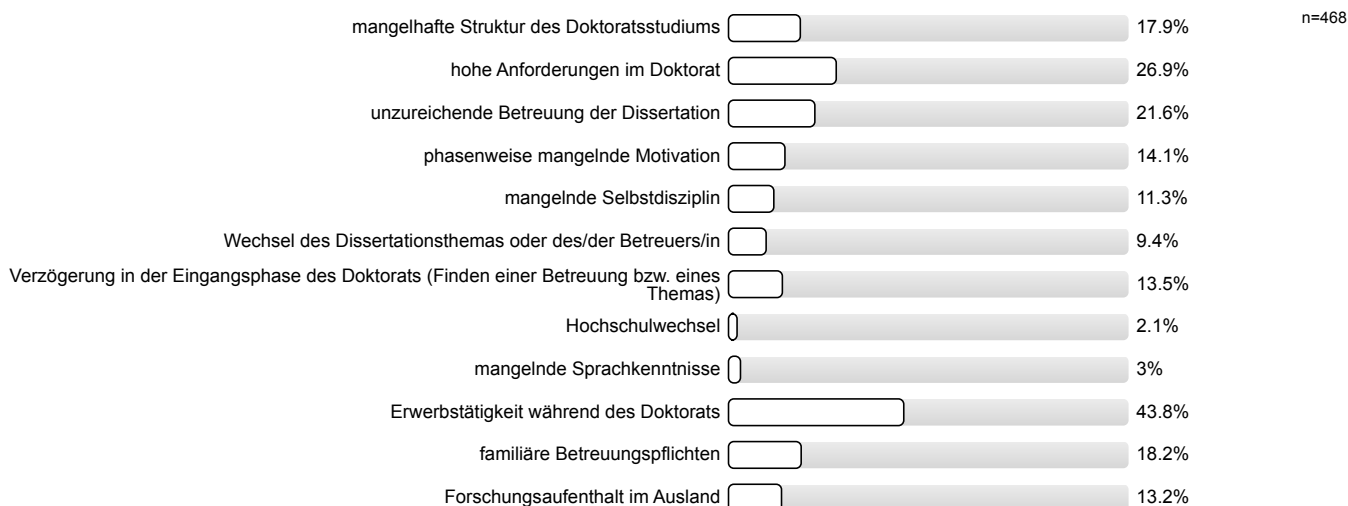 n=468
mangelhafte Struktur des Doktoratsstudiums 17.9%
hohe Anforderungen im Doktorat 26.9%
unzureichende Betreuung der Dissertation 21.6%
phasenweise mangelnde Motivation 14.1%
mangelnde Selbstdisziplin 11.3%
Wechsel des Dissertationsthemas oder des/der Betreuers/in 9.4%
Verzögerung in der Eingangsphase des Doktorats (Finden einer Betreuung bzw. eines
Themas) 13.5%
Hochschulwechsel 2.1%
mangelnde Sprachkenntnisse 3%
Erwerbstätigkeit während des Doktorats 43.8%
familiäre Betreuungspflichten 18.2%
Forschungsaufenthalt im Ausland 13.2%